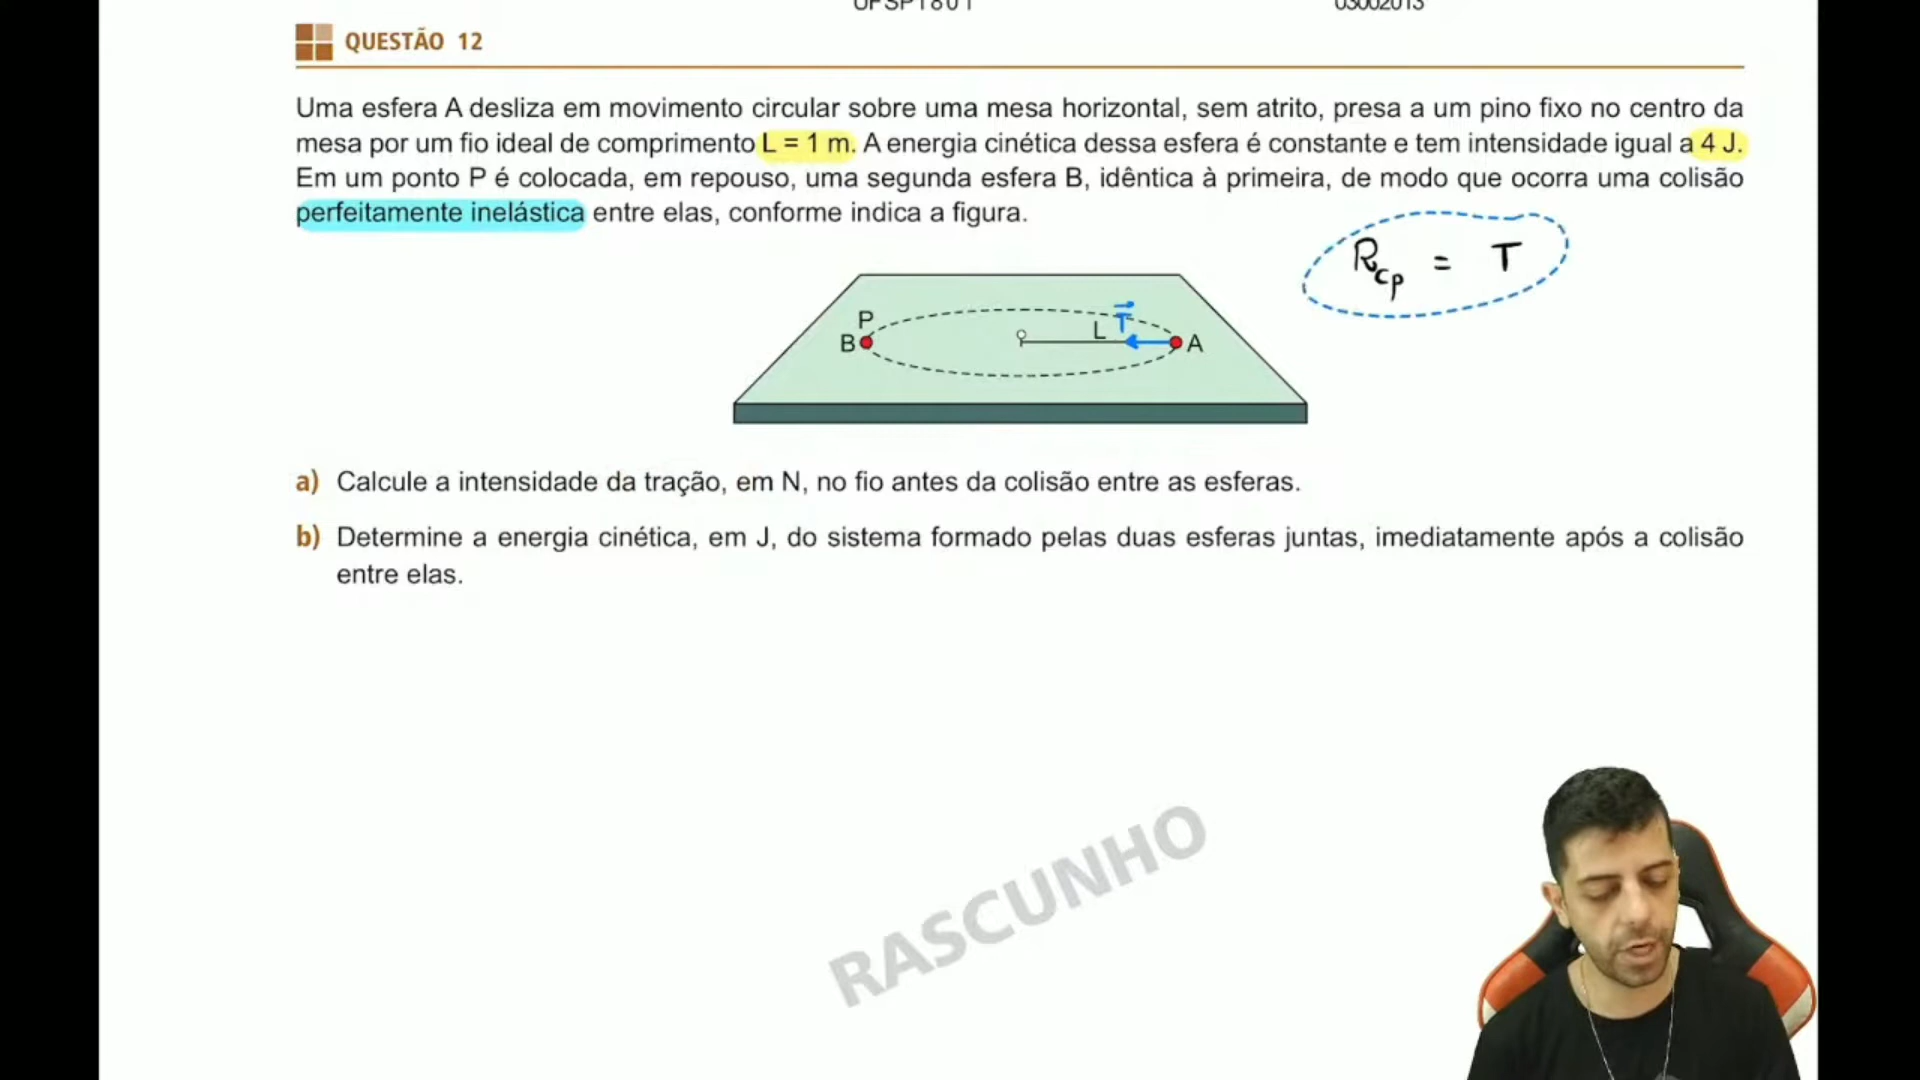 UFSP1801
03002013
QUESTÃO 12
Uma esfera A desliza em movimento circular sobre uma mesa horizontal, sem atrito, presa a um pino fixo no centro da
mesa por um fio ideal de comprimento L = 1 m. A energia cinética dessa esfera é constante e tem intensidade igual a 4 J.
Em um ponto P é colocada, em repouso, uma segunda esfera B, idêntica à primeira, de modo que ocorra uma colisão
perfeitamente inelástica entre elas, conforme indica a figura.
Rcp = T
P
B
L
T
A
a) Calcule a intensidade da tração, em N, no fio antes da colisão entre as esferas.
b) Determine a energia cinética, em J, do sistema formado pelas duas esferas juntas, imediatamente após a colisão
entre elas.
RASCUNHO